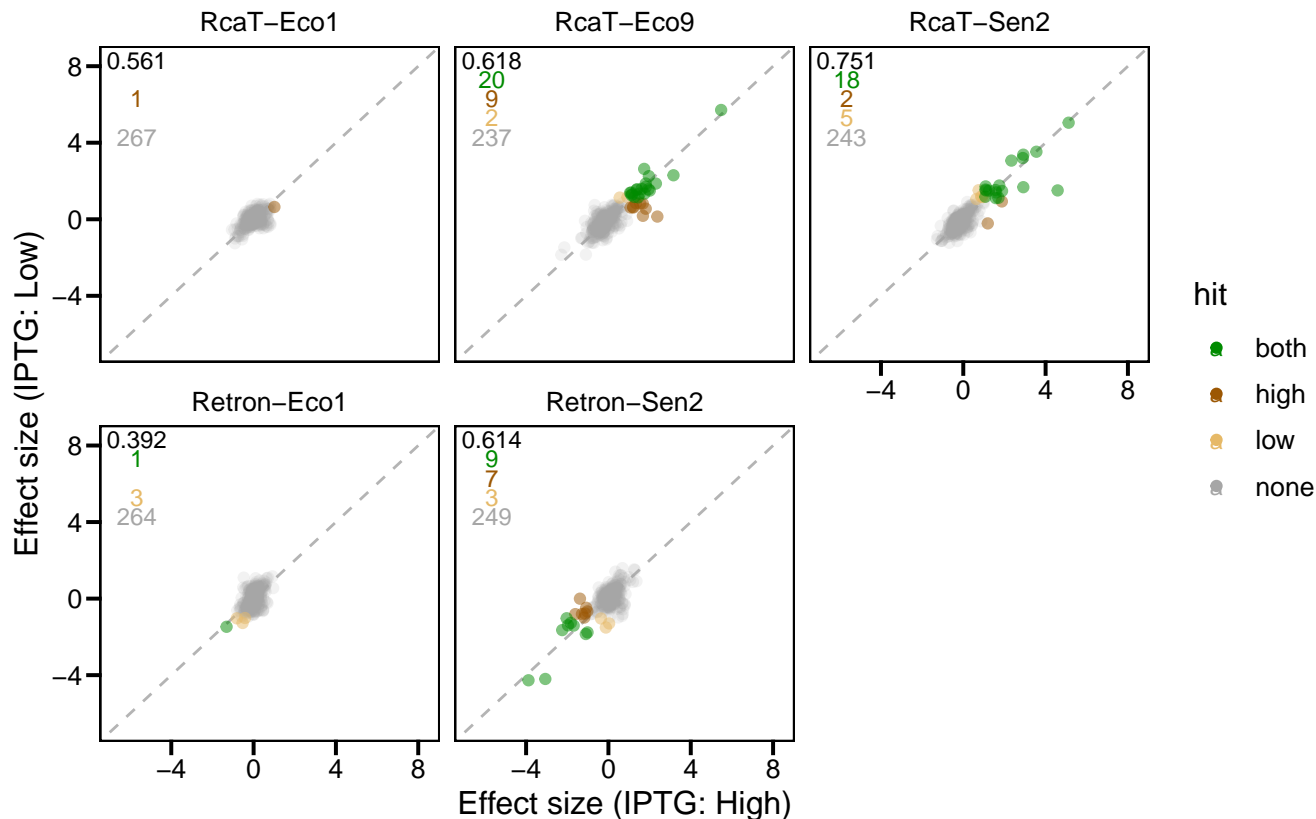 RcaT−Eco1
RcaT−Eco9
RcaT−Sen2
8
4
0
−4
0.561
1
267
0.618
20
9
2
237
0.751
18
2
5
243
−4 0 4 8
Retron−Eco1
Retron−Sen2
8
4
0
−4
0.392
1
3
264
0.614
9
7
3
249
−4 0 4 8
−4 0 4 8
Effect size (IPTG: High)
Effect size (IPTG: Low)
hit
a both
a high
a low
a none